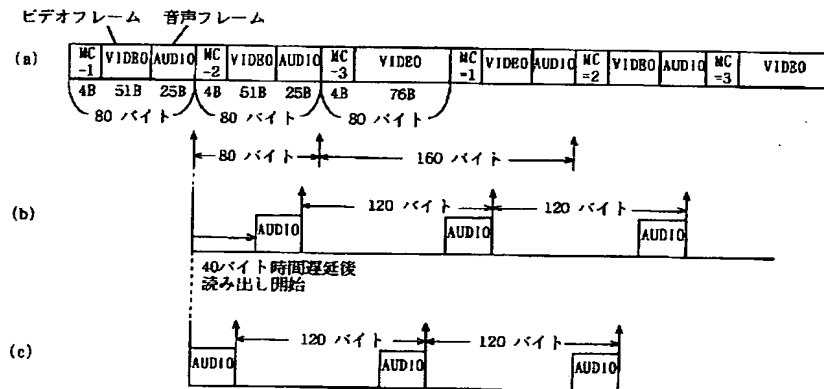 ビデオフレーム 音声フレーム
(a)
MC-1 VIDEO AUDIO MC-2 VIDEO AUDIO MC-3 VIDEO MC=1 VIDEO AUDIO MC=2 VIDEO AUDIO MC=3 VIDEO
4B 51B 25B 4B 51B 25B 4B 76B
80 バイト 80 バイト 80 バイト
80 バイト 160 バイト
(b)
120 バイト 120 バイト
AUDIO AUDIO AUDIO
40バイト時間遅延後
読み出し開始
(c)
120 バイト 120 バイト
AUDIO AUDIO AUDIO